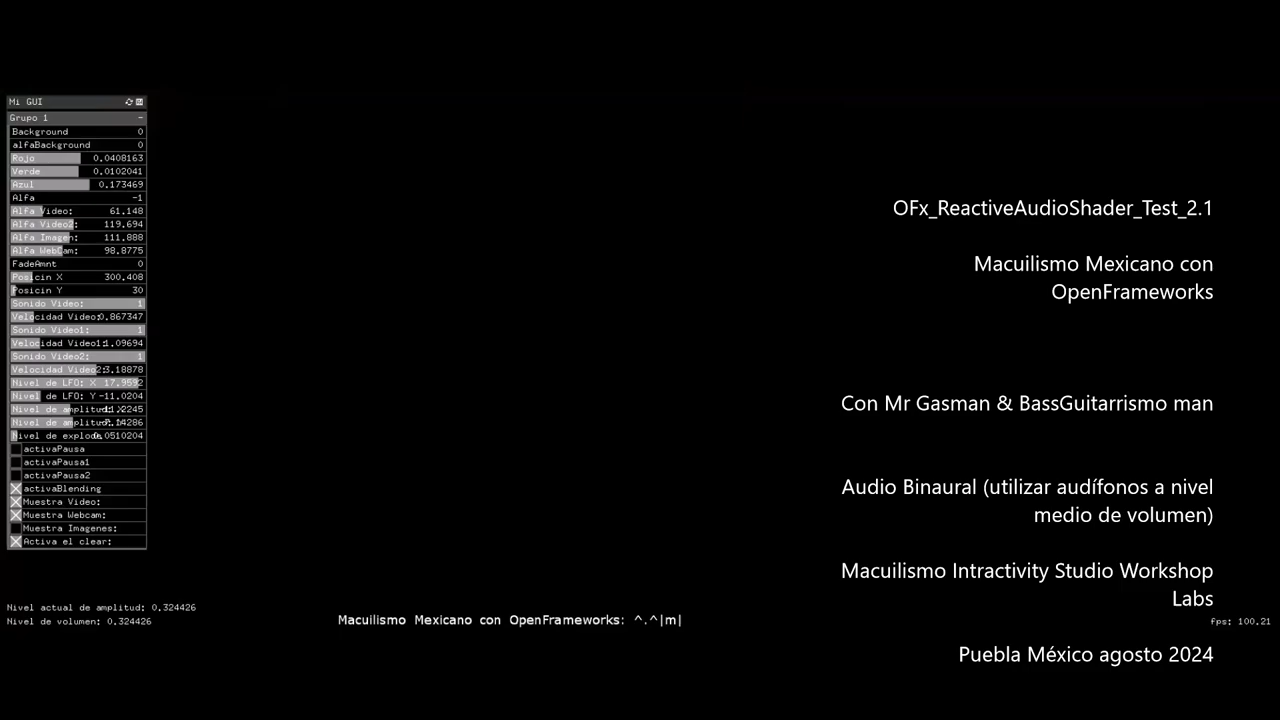 Mi GUI
Grupo 1 -
Background 0
alfaBackground 0
Rojo 0.0408163
Verde 0.0102041
Azul 0.173469
Alfa -1
Alfa Video: 61.148
Alfa Video2: 119.694
Alfa Imagen: 111.888
Alfa WebCam: 98.8775
FadeAmnt 0
Posicin X 300.408
Posicin Y 30
Sonido Video: 1
Velocidad Video: 0.867347
Sonido Video1: 1
Velocidad Video1: 1.09694
Sonido Video2: 1
Velocidad Video2: 3.18878
Nivel de LFO: X 17.9592
Nivel de LFO: Y -11.0204
Nivel de amplitud:
Nivel de amplitud:
Nivel de explode 0.0510204
activaPausa
activaPausa1
activaPausa2
activaBlending
Muestra Video:
Muestra Webcam:
Muestra Imagenes:
Activa el clear:
Nivel actual de amplitud: 0.324426
Nivel de volumen: 0.324426
Macuilismo Mexicano con OpenFrameworks: ^.^|m|
OFx_ReactiveAudioShader_Test_2.1
Macuilismo Mexicano con
OpenFrameworks
Con Mr Gasman & BassGuitarrismo man
Audio Binaural (utilizar audífonos a nivel
medio de volumen)
Macuilismo Intractivity Studio Workshop
Labs
fps: 100.21
Puebla México agosto 2024